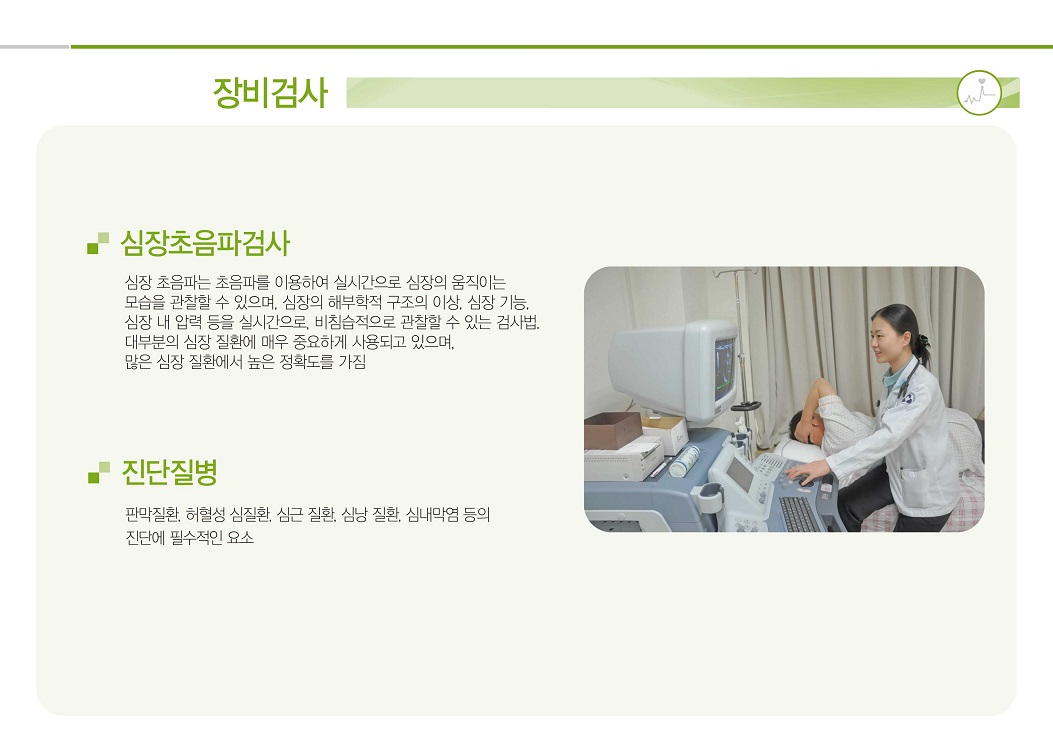 장비검사
심장초음파검사
심장 초음파는 초음파를 이용하여 실시간으로 심장의 움직이는
모습을 관찰할 수 있으며, 심장의 해부학적 구조의 이상, 심장 기능,
심장 내 압력 등을 실시간으로, 비침습적으로 관찰할 수 있는 검사법.
대부분의 심장 질환에 매우 중요하게 사용되고 있으며,
많은 심장 질환에서 높은 정확도를 가짐
진단질병
판막질환, 허혈성 심질환, 심근 질환, 심낭 질환, 심내막염 등의
진단에 필수적인 요소